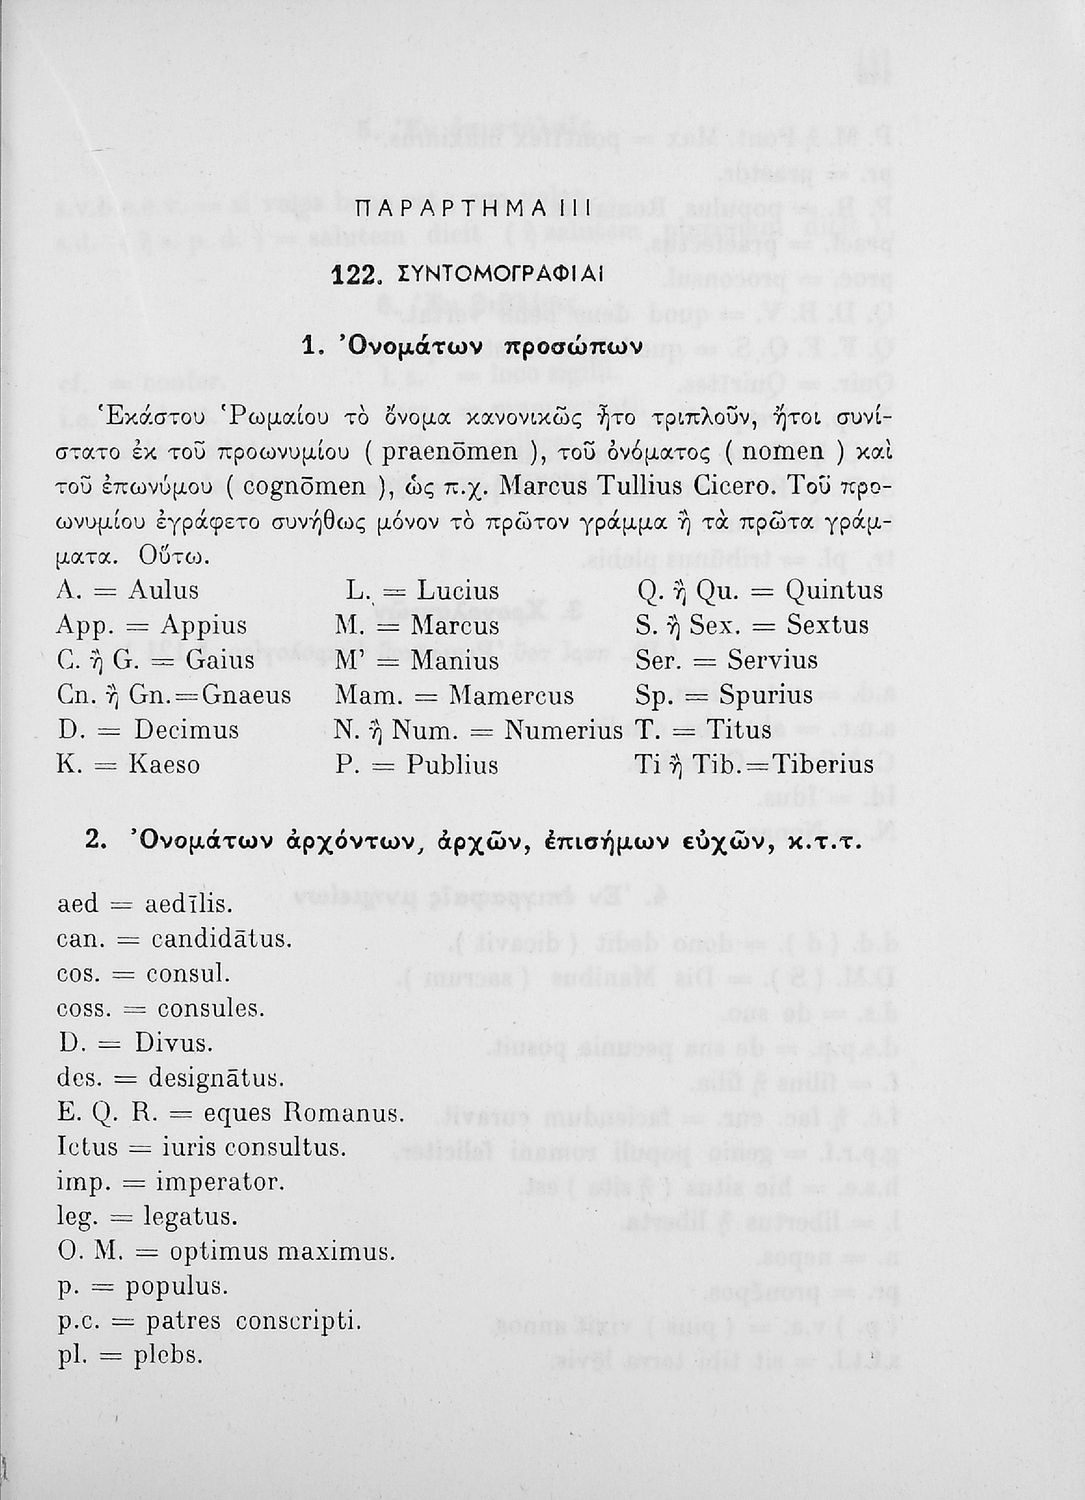 ΠΑΡΑΡΤΗΜΑ ΙΙΙ
122. ΣΥΝΤΟΜΟΓΡΑΦΙΑΙ
1. Ὀνομάτων προσώπων
Ἑκάστου Ῥωμαίου τὸ ὄνομα κανονικῶς ἦτο τριπλοῦν, ἤτοι συνί-
στατο ἐκ τοῦ προωνυμίου ( praenōmen ), τοῦ ὀνόματος ( nomen ) καὶ
τοῦ ἐπωνύμου ( cognōmen ), ὡς π.χ. Marcus Tullius Cicero. Τοῦ προ-
ωνυμίου ἐγράφετο συνήθως μόνον τὸ πρῶτον γράμμα ἢ τὰ πρῶτα γράμ-
ματα. Οὕτω.
A. = Aulus L. = Lucius Q. ἢ Qu. = Quintus
App. = Appius M. = Marcus S. ἢ Sex. = Sextus
C. ἢ G. = Gaius M' = Manius Ser. = Servius
Cn. ἢ Gn.=Gnaeus Mam. = Mamercus Sp. = Spurius
D. = Decimus N. ἢ Num. = Numerius T. = Titus
K. = Kaeso P. = Publius Ti ἢ Tib.=Tiberius
2. Ὀνομάτων ἀρχόντων, ἀρχῶν, ἐπισήμων εὐχῶν, κ.τ.τ.
aed = aedīlis.
can. = candidātus.
cos. = consul.
coss. = consules.
D. = Divus.
des. = designātus.
E. Q. R. = eques Romanus.
Ictus = iuris consultus.
imp. = imperator.
leg. = legatus.
O. M. = optimus maximus.
p. = populus.
p.c. = patres conscripti.
pl. = plebs.